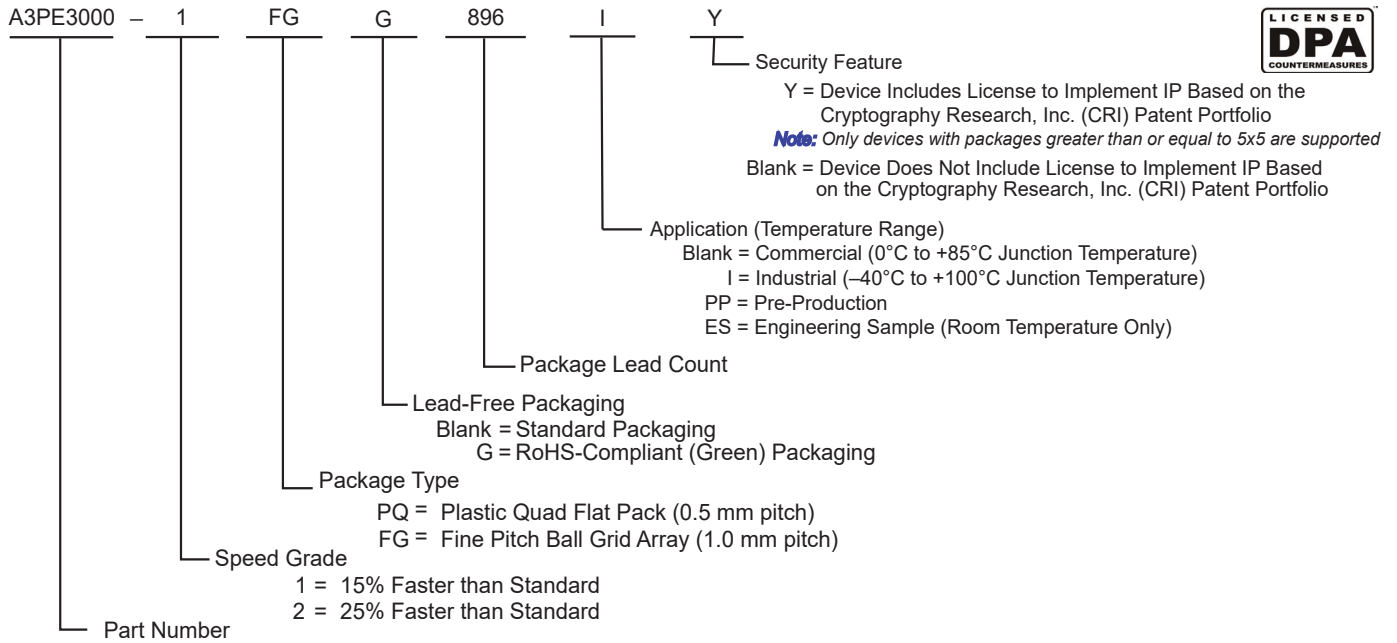 A3PE3000 – 1 FG G 896 I Y
LICENSED
DPA
COUNTERMEASURES
™
Security Feature
Y = Device Includes License to Implement IP Based on the
Cryptography Research, Inc. (CRI) Patent Portfolio
Note: Only devices with packages greater than or equal to 5x5 are supported
Blank = Device Does Not Include License to Implement IP Based
on the Cryptography Research, Inc. (CRI) Patent Portfolio
Application (Temperature Range)
Blank = Commercial (0°C to +85°C Junction Temperature)
I = Industrial (–40°C to +100°C Junction Temperature)
PP = Pre-Production
ES = Engineering Sample (Room Temperature Only)
Package Lead Count
Lead-Free Packaging
Blank = Standard Packaging
G = RoHS-Compliant (Green) Packaging
Package Type
PQ = Plastic Quad Flat Pack (0.5 mm pitch)
FG = Fine Pitch Ball Grid Array (1.0 mm pitch)
Speed Grade
1 = 15% Faster than Standard
2 = 25% Faster than Standard
Part Number